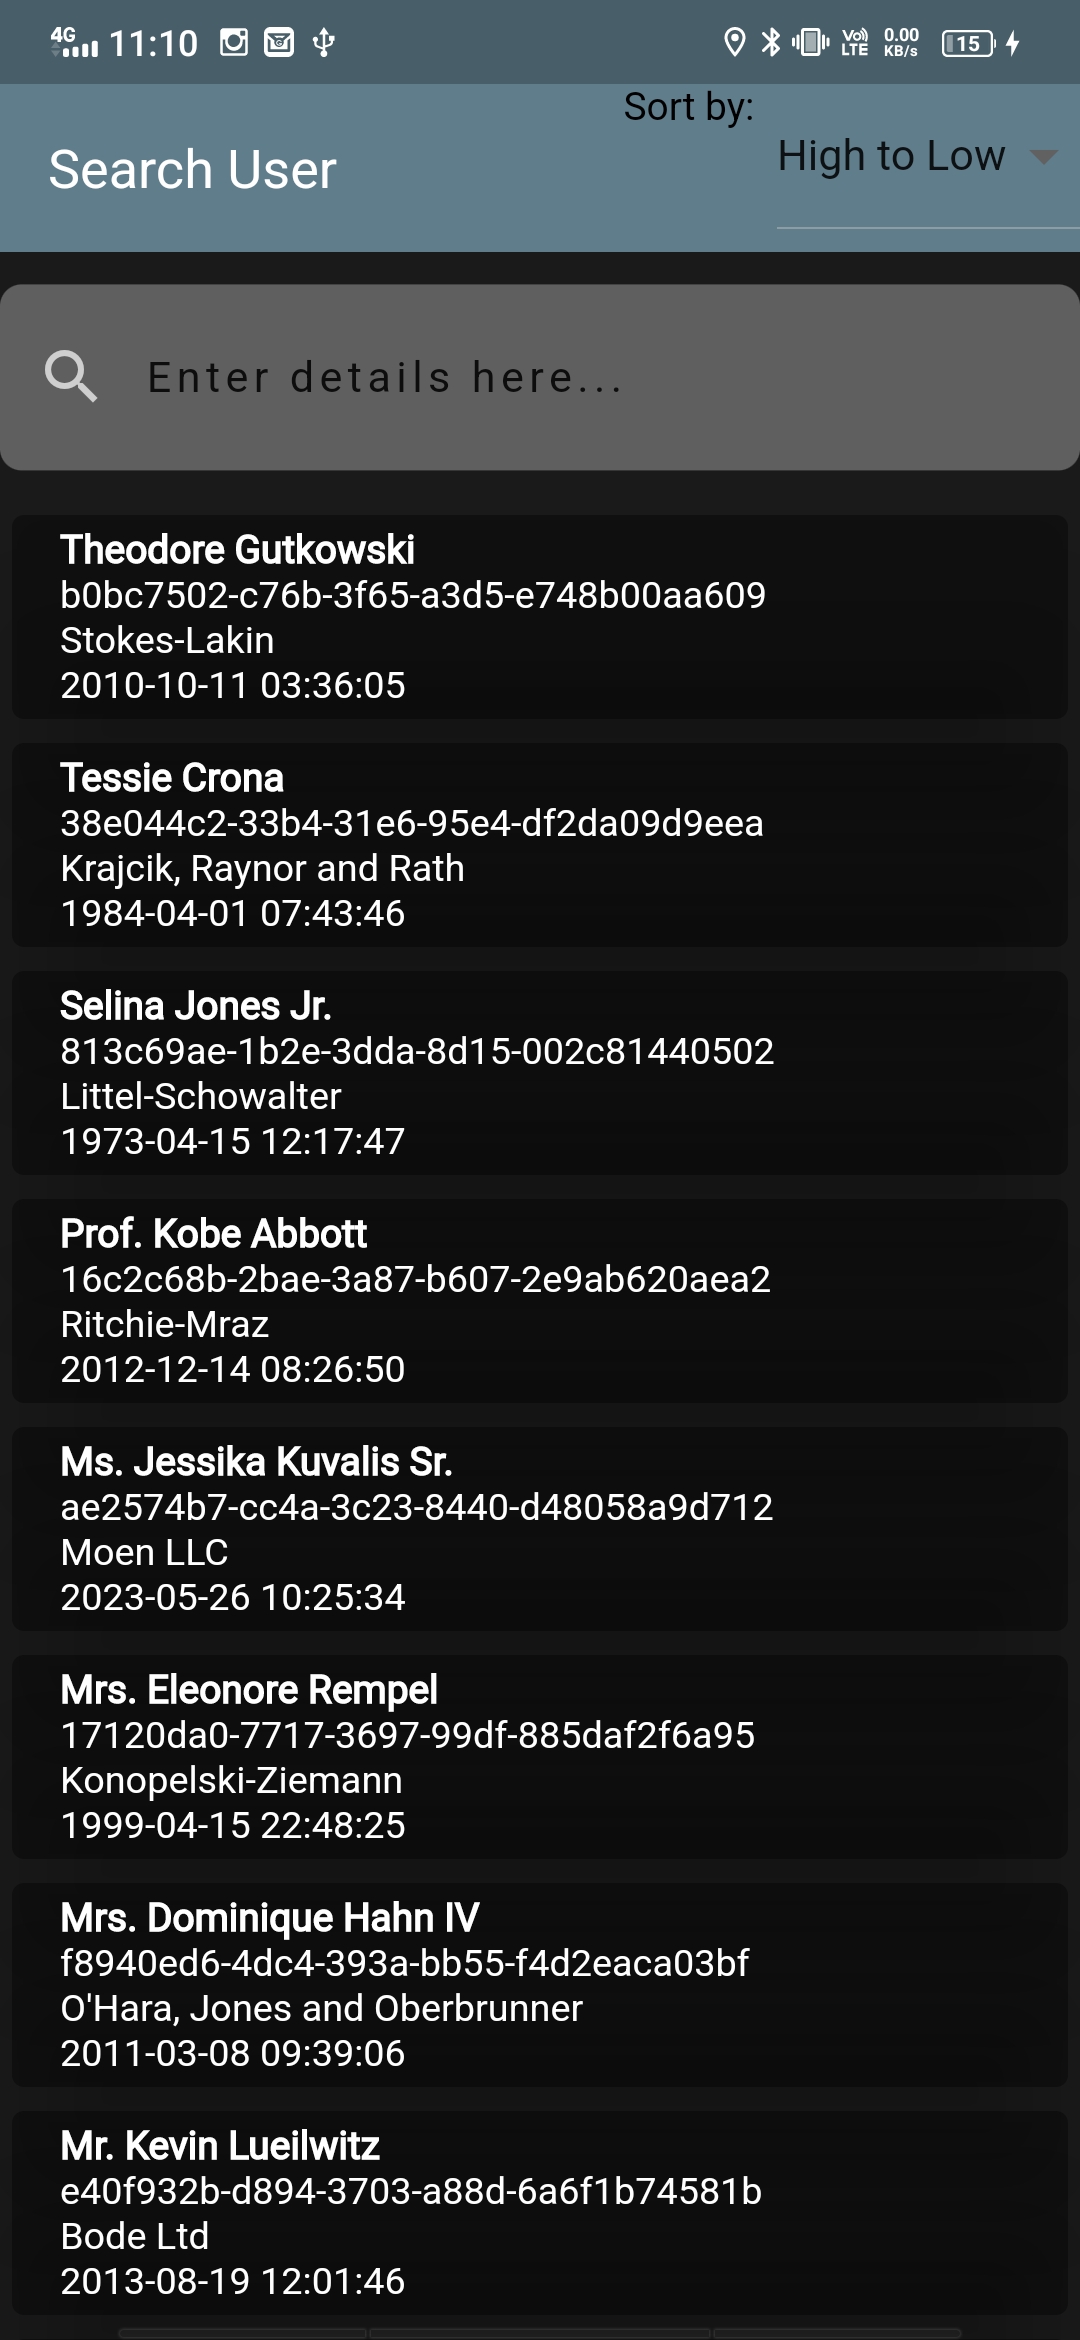 4G 11:10 Vo)) LTE 0.00 KB/s 15
Sort by:
Search User
High to Low
Enter details here...
Theodore Gutkowski
b0bc7502-c76b-3f65-a3d5-e748b00aa609
Stokes-Lakin
2010-10-11 03:36:05
Tessie Crona
38e044c2-33b4-31e6-95e4-df2da09d9eea
Krajcik, Raynor and Rath
1984-04-01 07:43:46
Selina Jones Jr.
813c69ae-1b2e-3dda-8d15-002c81440502
Littel-Schowalter
1973-04-15 12:17:47
Prof. Kobe Abbott
16c2c68b-2bae-3a87-b607-2e9ab620aea2
Ritchie-Mraz
2012-12-14 08:26:50
Ms. Jessika Kuvalis Sr.
ae2574b7-cc4a-3c23-8440-d48058a9d712
Moen LLC
2023-05-26 10:25:34
Mrs. Eleonore Rempel
17120da0-7717-3697-99df-885daf2f6a95
Konopelski-Ziemann
1999-04-15 22:48:25
Mrs. Dominique Hahn IV
f8940ed6-4dc4-393a-bb55-f4d2eaca03bf
O'Hara, Jones and Oberbrunner
2011-03-08 09:39:06
Mr. Kevin Lueilwitz
e40f932b-d894-3703-a88d-6a6f1b74581b
Bode Ltd
2013-08-19 12:01:46